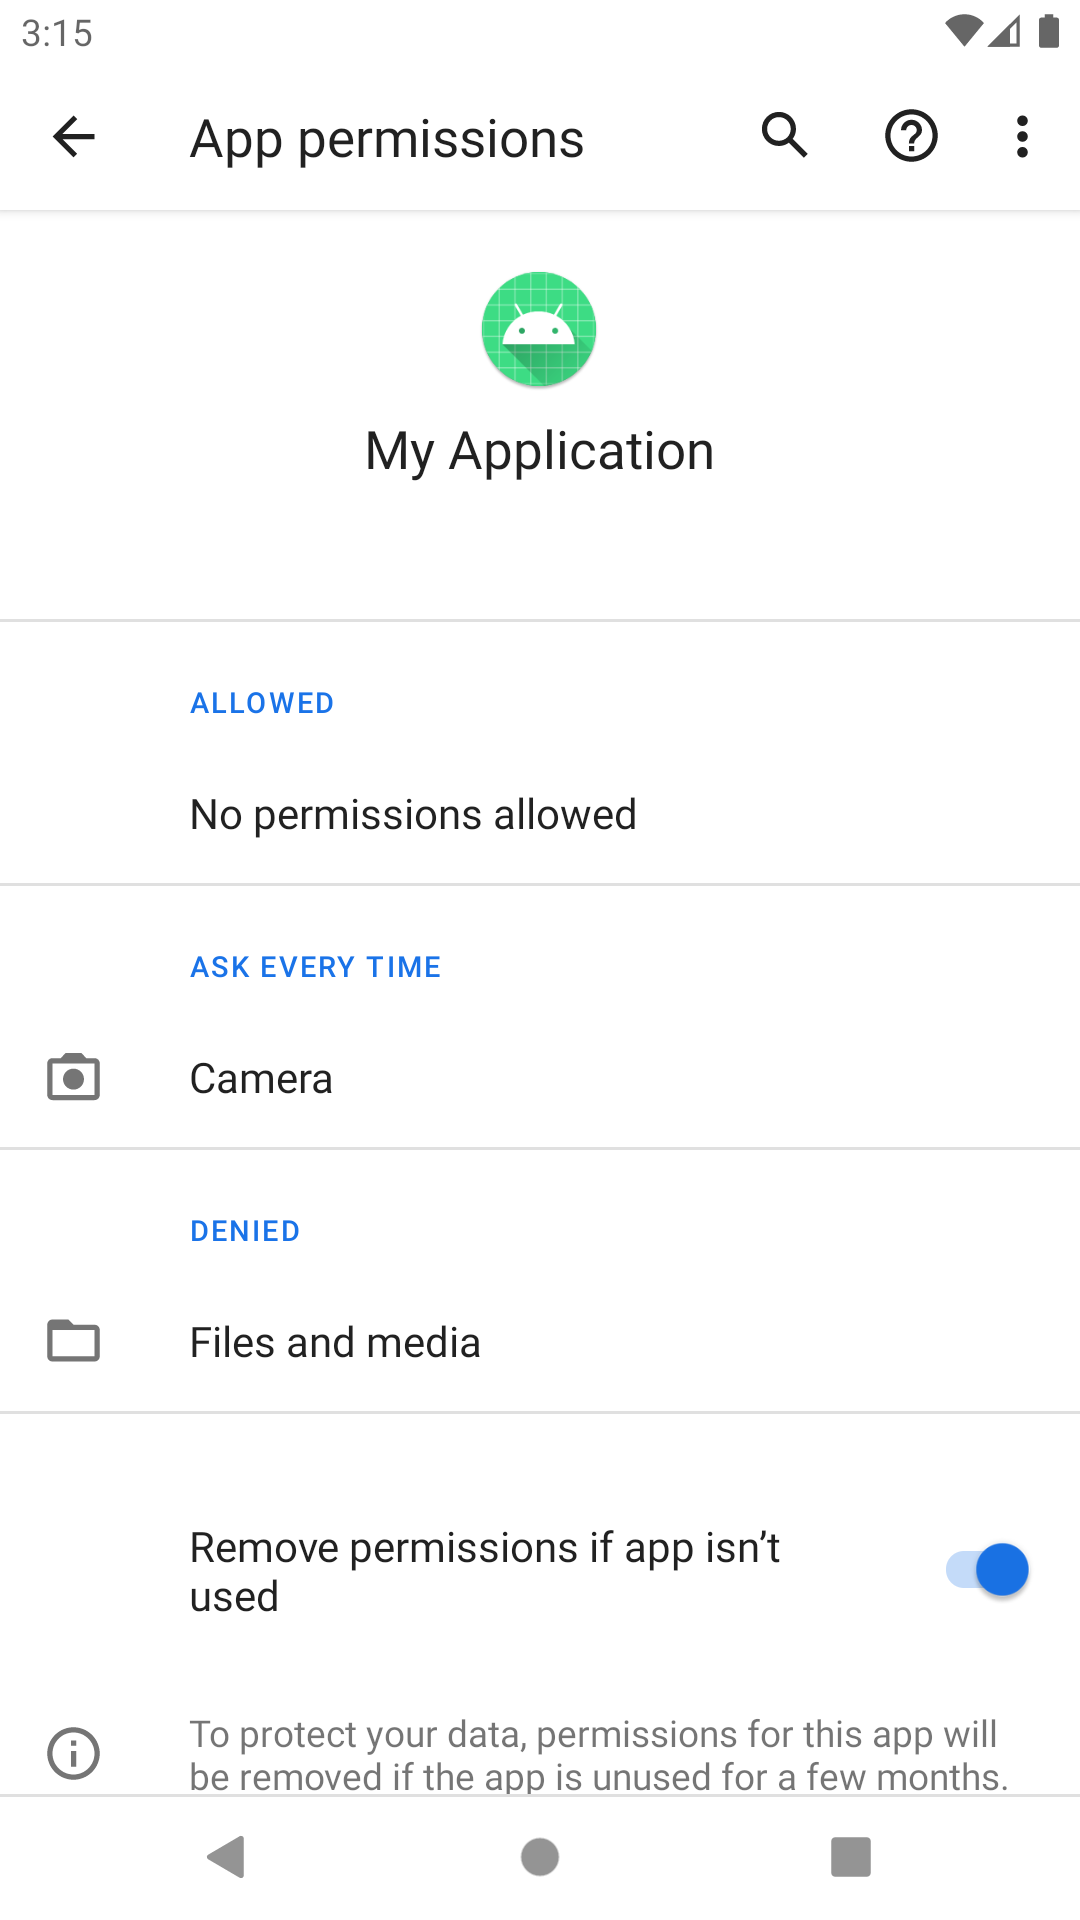 3:15
App permissions
My Application
ALLOWED
No permissions allowed
ASK EVERY TIME
Camera
DENIED
Files and media
Remove permissions if app isn’t
used
To protect your data, permissions for this app will
be removed if the app is unused for a few months.